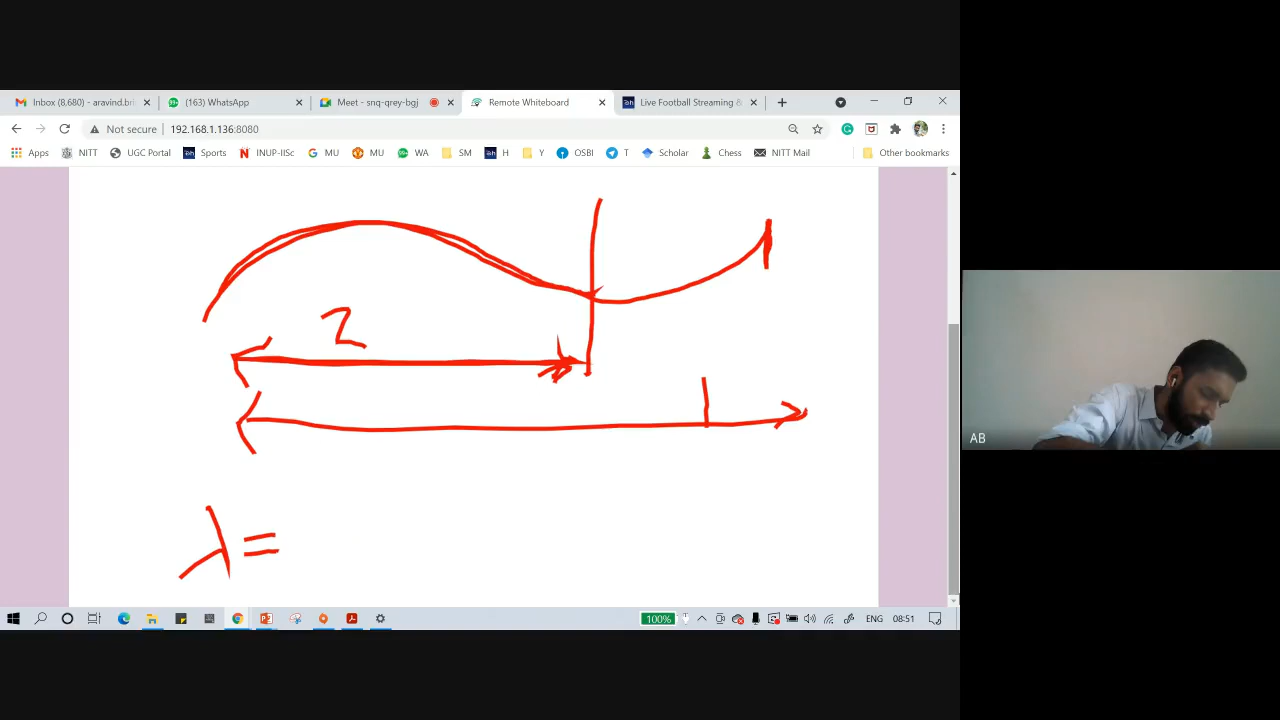 Inbox (8,680) - aravind.bri
(163) WhatsApp
Meet - snq-qrey-bgj
Remote Whiteboard
Live Football Streaming &
Not secure
192.168.1.136:8080
Apps
NITT
UGC Portal
Sports
INUP-IISc
MU
MU
WA
SM
H
Y
OSBI
T
Scholar
Chess
NITT Mail
Other bookmarks
2
λ=
AB
100%
ENG
08:51